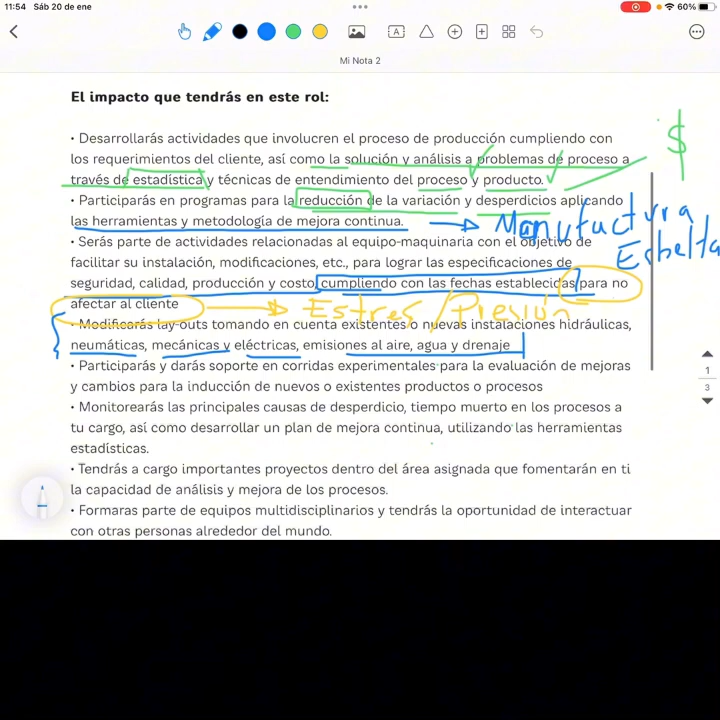 11:54 Sáb 20 de ene 60%
Mi Nota 2
El impacto que tendrás en este rol:
• Desarrollarás actividades que involucren el proceso de producción cumpliendo con
los requerimientos del cliente, así como la solución y análisis a problemas de proceso a
través de estadística y técnicas de entendimiento del proceso y producto.
$
• Participarás en programas para la reducción de la variación y desperdicios aplicando
las herramientas y metodología de mejora continua.
Manufactura
Esbelta
• Serás parte de actividades relacionadas al equipo-maquinaria con el objetivo de
facilitar su instalación, modificaciones, etc., para lograr las especificaciones de
seguridad, calidad, producción y costo cumpliendo con las fechas establecidas para no
afectar al cliente
Estres/Presión
• Modificarás lay-outs tomando en cuenta existentes o nuevas instalaciones hidráulicas,
neumáticas, mecánicas y eléctricas, emisiones al aire, agua y drenaje
• Participarás y darás soporte en corridas experimentales para la evaluación de mejoras
y cambios para la inducción de nuevos o existentes productos o procesos
• Monitorearás las principales causas de desperdicio, tiempo muerto en los procesos a
tu cargo, así como desarrollar un plan de mejora continua, utilizando las herramientas
estadísticas.
• Tendrás a cargo importantes proyectos dentro del área asignada que fomentarán en ti
la capacidad de análisis y mejora de los procesos.
• Formaras parte de equipos multidisciplinarios y tendrás la oportunidad de interactuar
con otras personas alrededor del mundo.
1
3
A